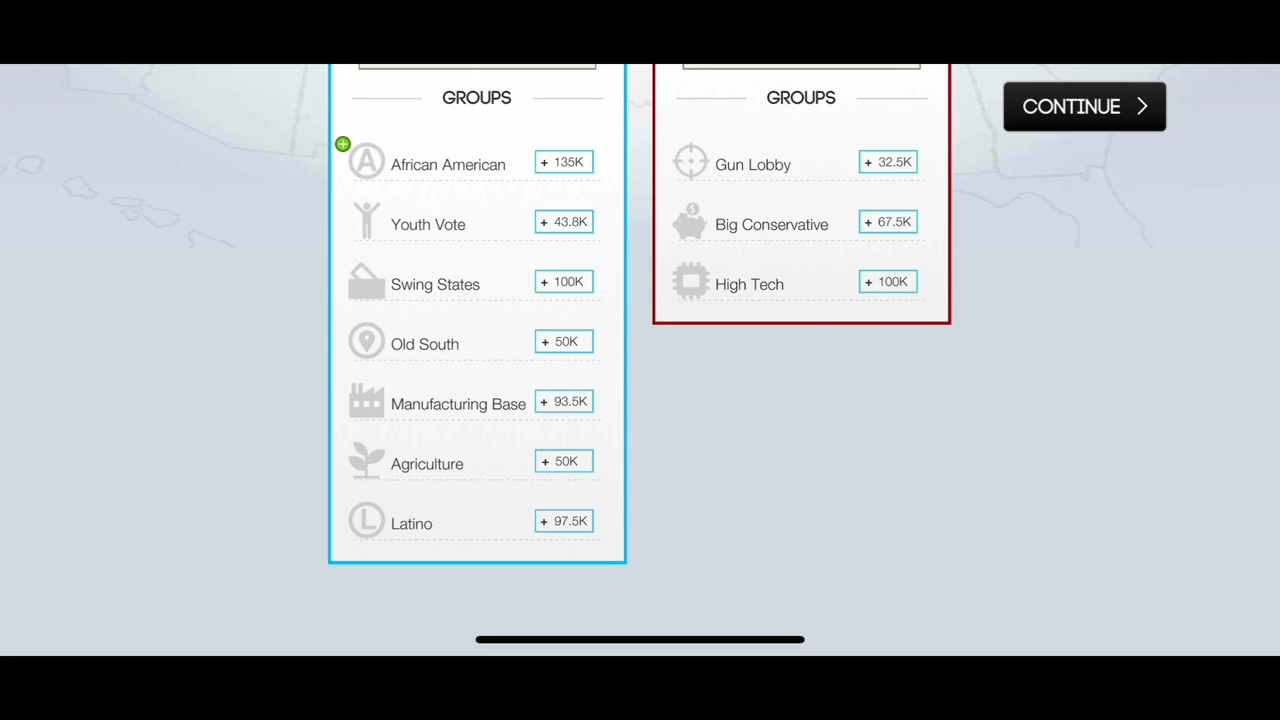 GROUPS
African American + 135K
Youth Vote + 43.8K
Swing States + 100K
Old South + 50K
Manufacturing Base + 93.5K
Agriculture + 50K
L Latino + 97.5K
GROUPS
Gun Lobby + 32.5K
Big Conservative + 67.5K
High Tech + 100K
CONTINUE >